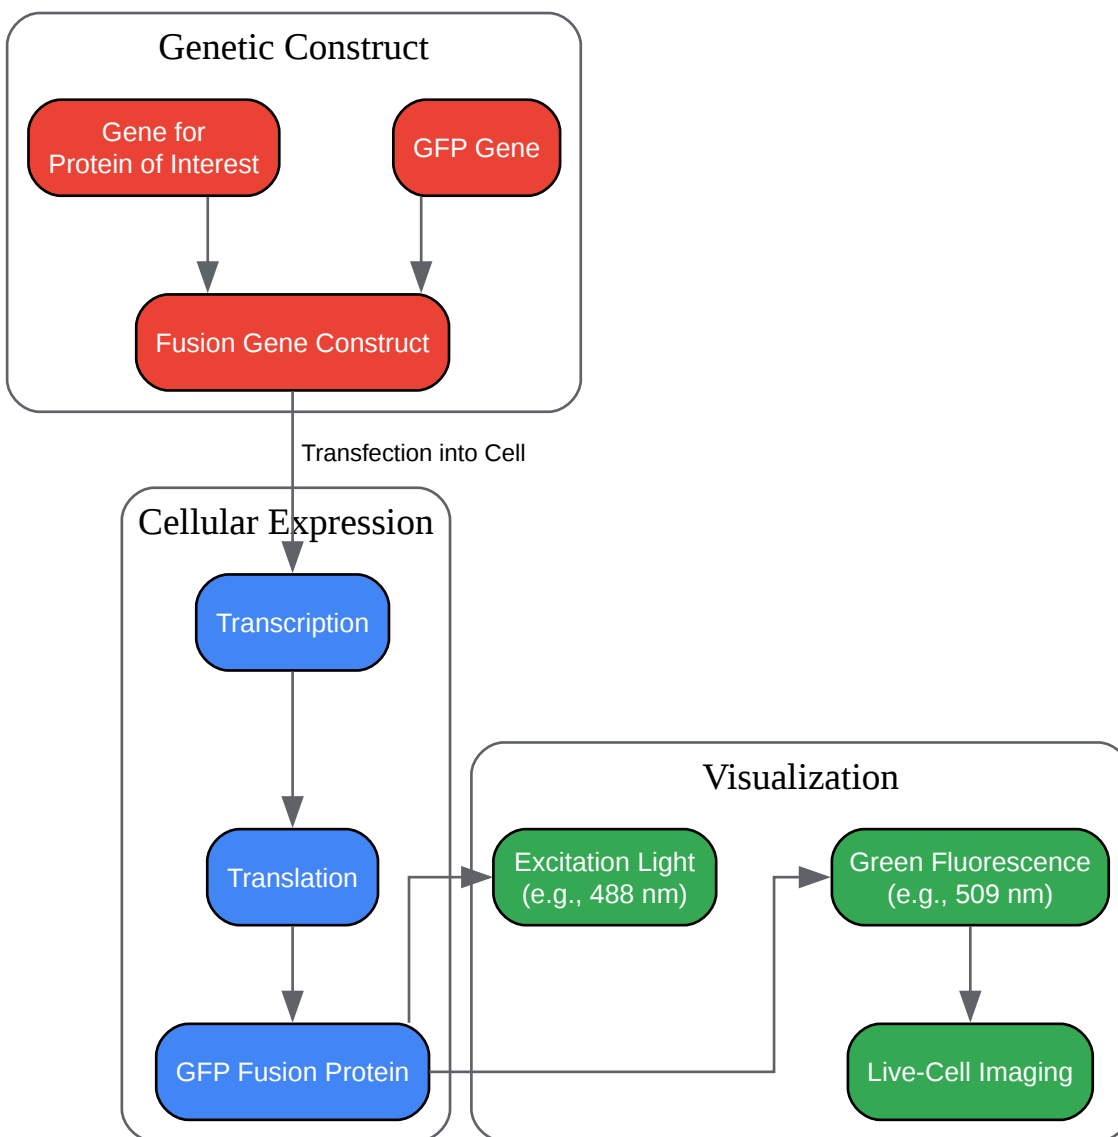 Genetic Construct
Gene for
Protein of Interest
GFP Gene
Fusion Gene Construct
Transfection into Cell
Cellular Expression
Transcription
Translation
GFP Fusion Protein
Visualization
Excitation Light
(e.g., 488 nm)
Green Fluorescence
(e.g., 509 nm)
Live-Cell Imaging